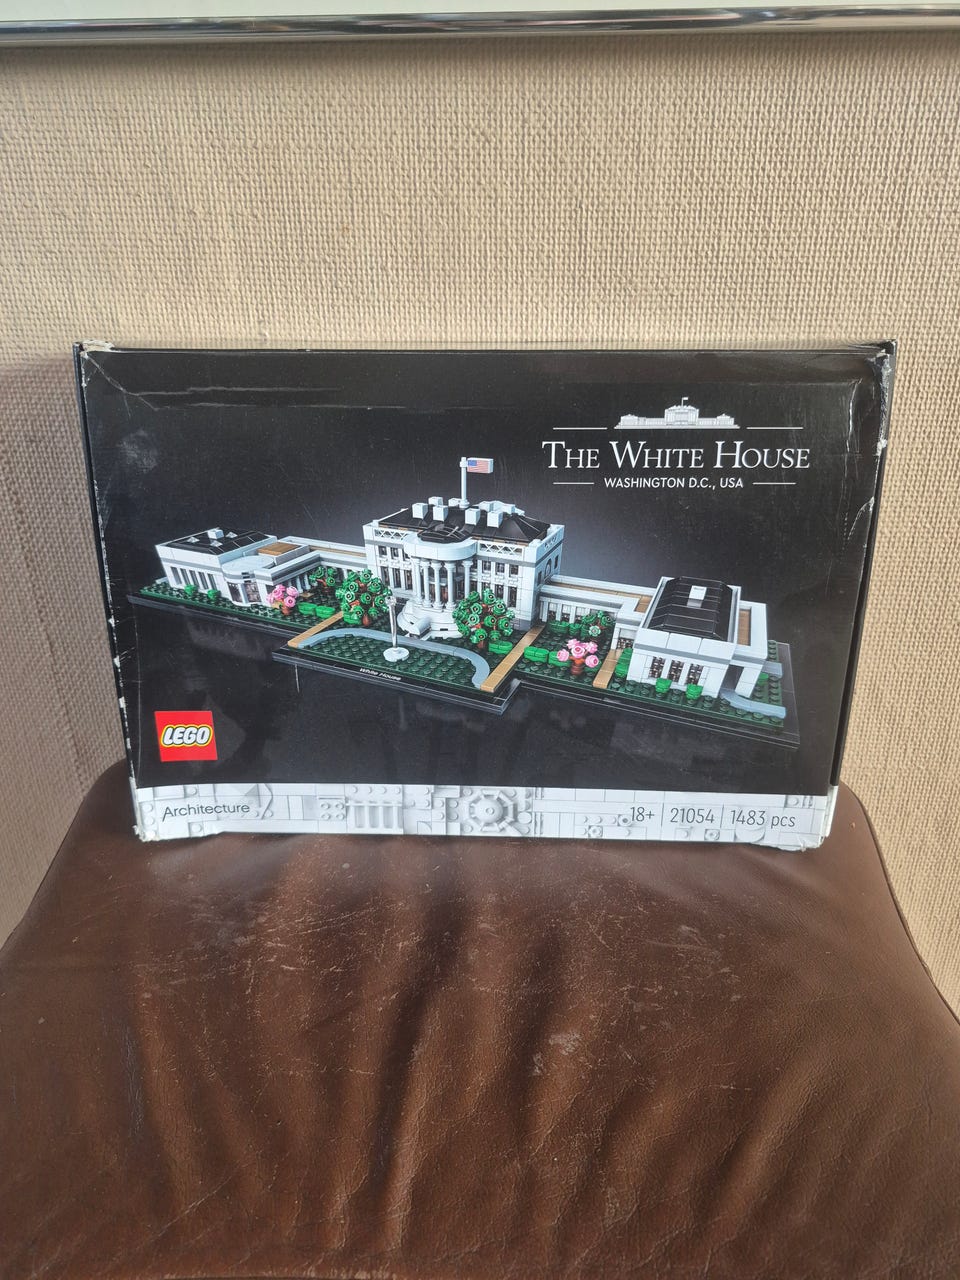 THE WHITE HOUSE
WASHINGTON D.C., USA
White House
LEGO
Architecture
18+ 21054 1483 pcs